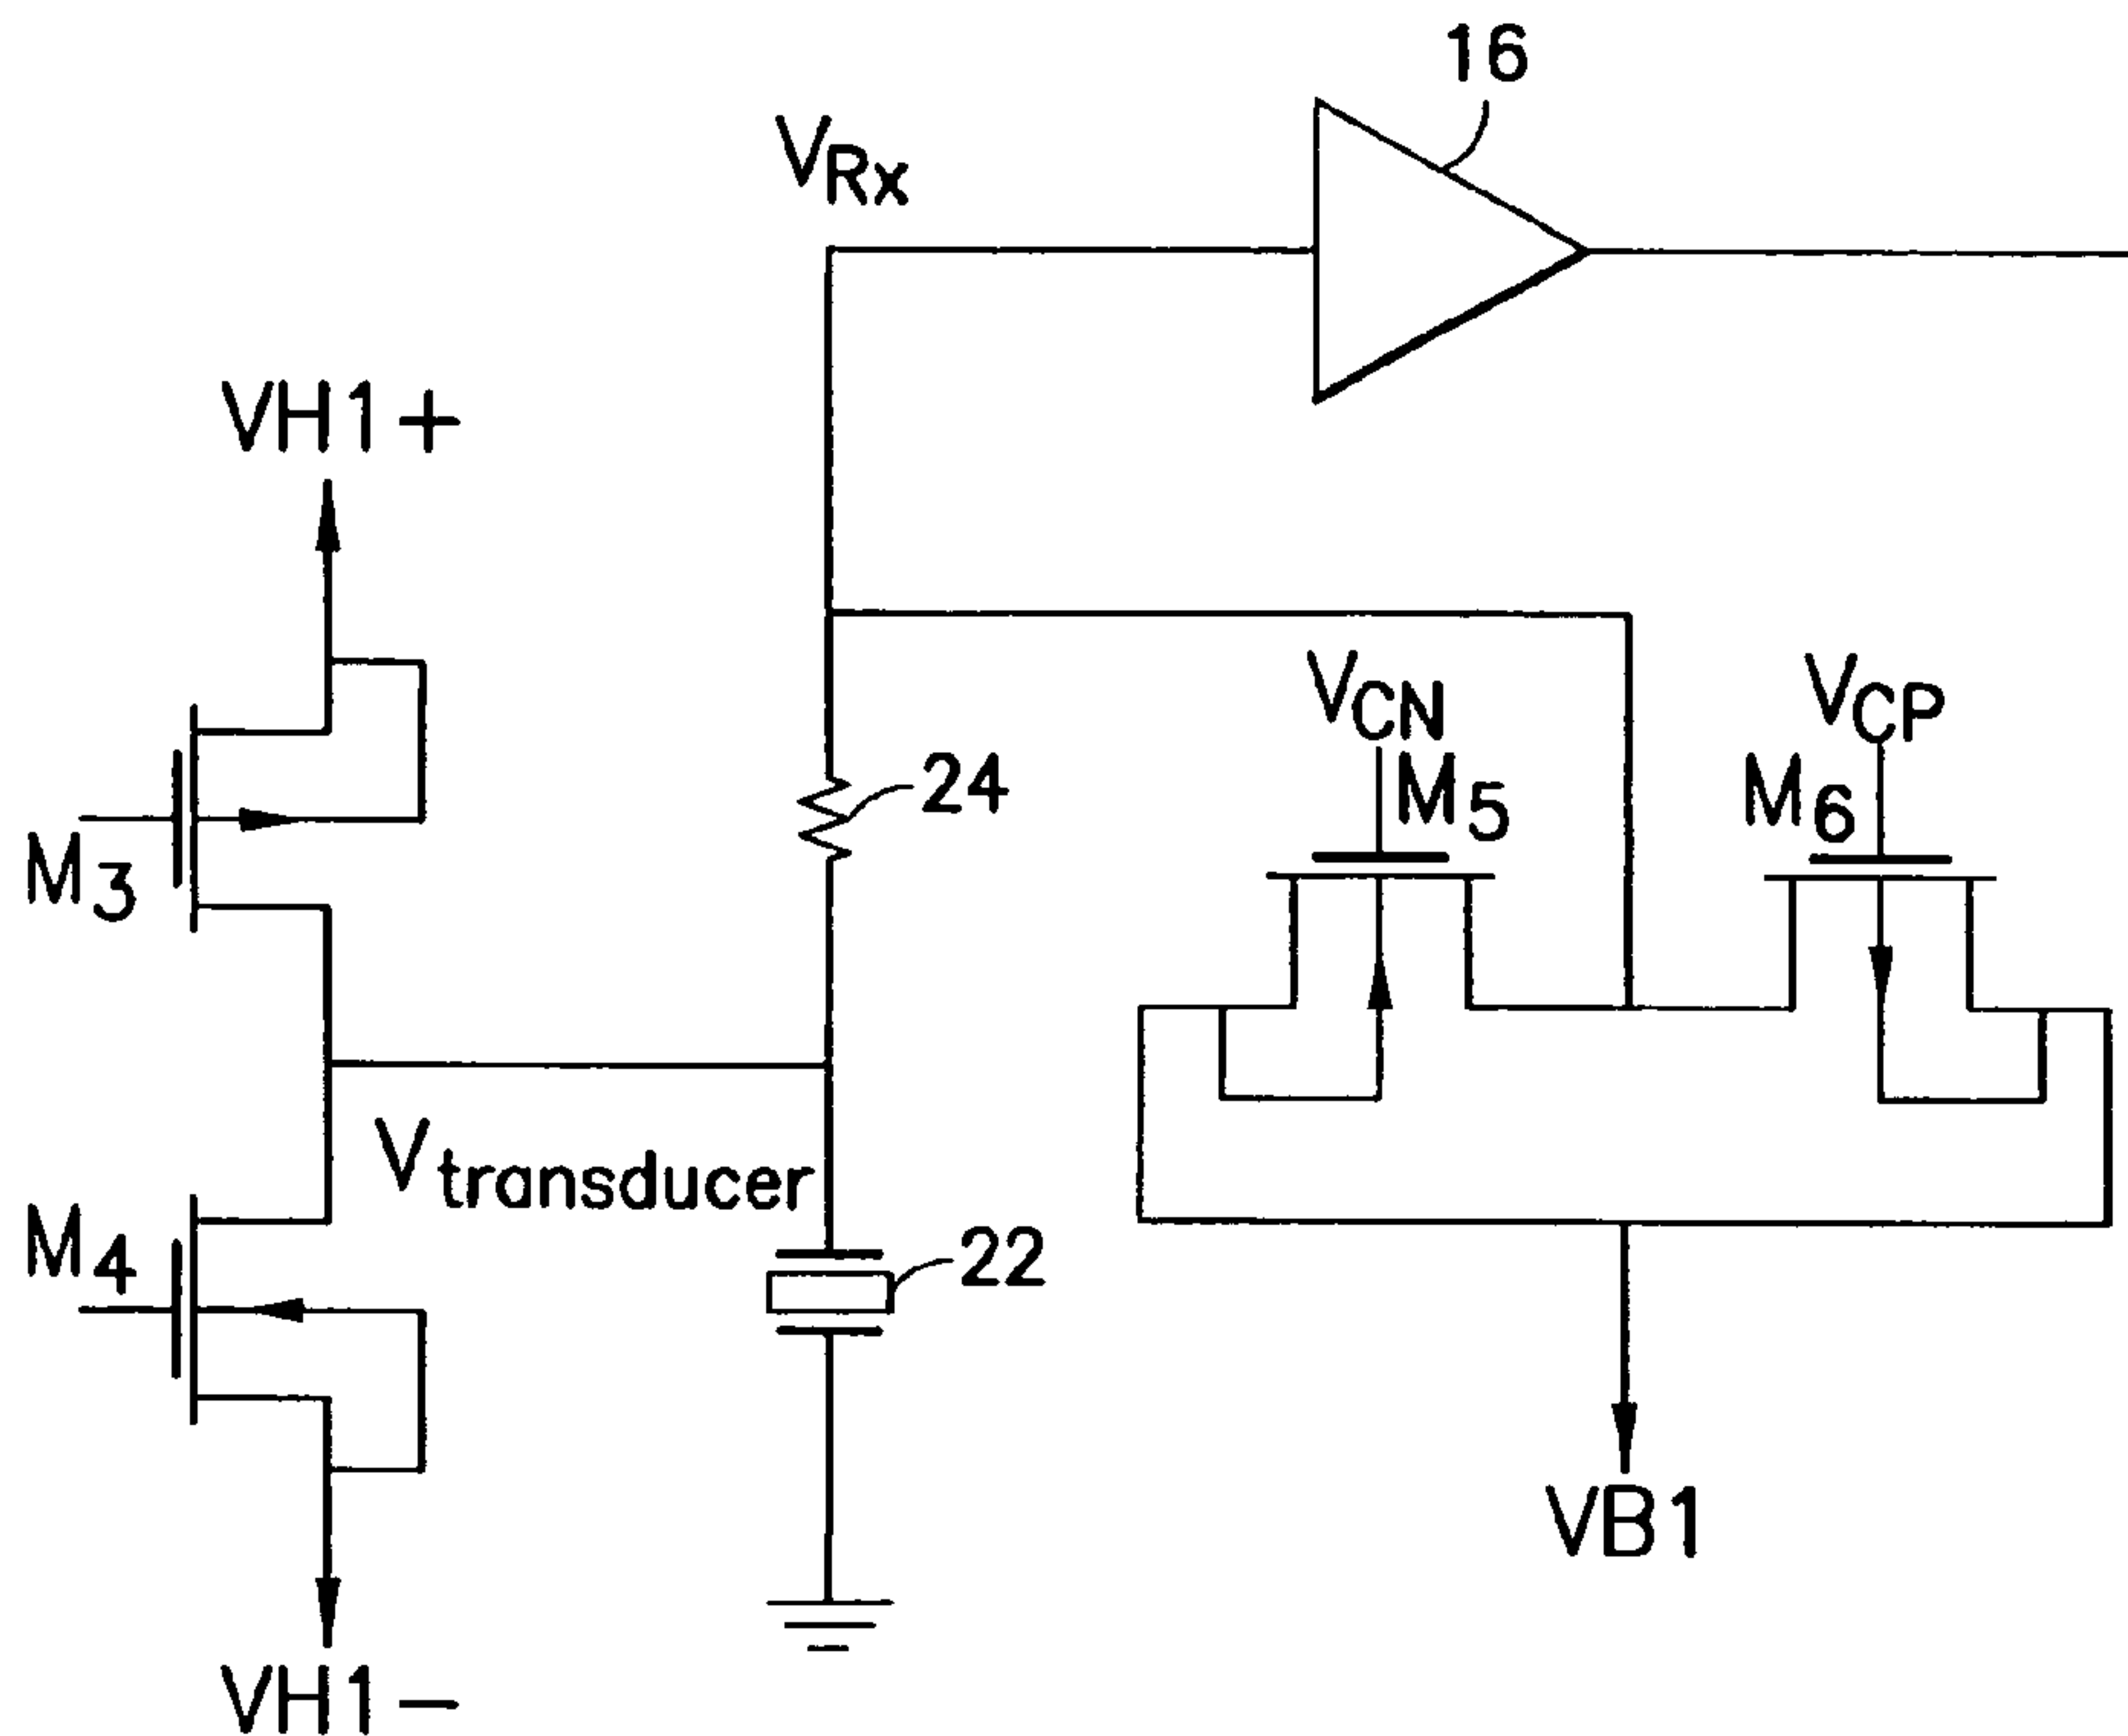 16
VRx
VH1+
VCN
VCP
24
M5
M6
M3
Vtransducer
M4
22
VB1
VH1-